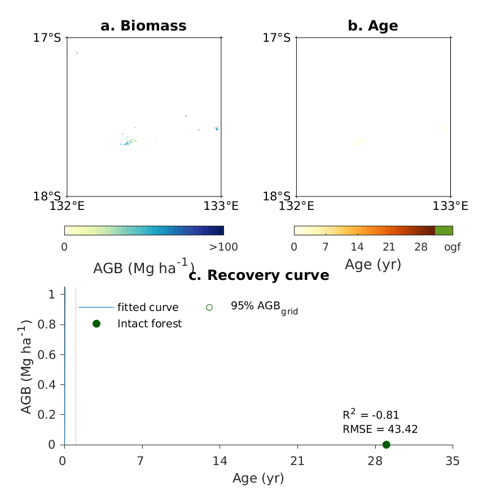 a. Biomass
b. Age
17°S
17°S
18°S
18°S
132°E
133°E
132°E
133°E
0
>100
0
7
14
21
28
ogf
AGB (Mg ha⁻¹)
Age (yr)
c. Recovery curve
1
0.8
0.6
0.4
0.2
0
AGB (Mg ha⁻¹)
fitted curve
95% AGB_grid
Intact forest
R² = -0.81
RMSE = 43.42
0
7
14
21
28
35
Age (yr)